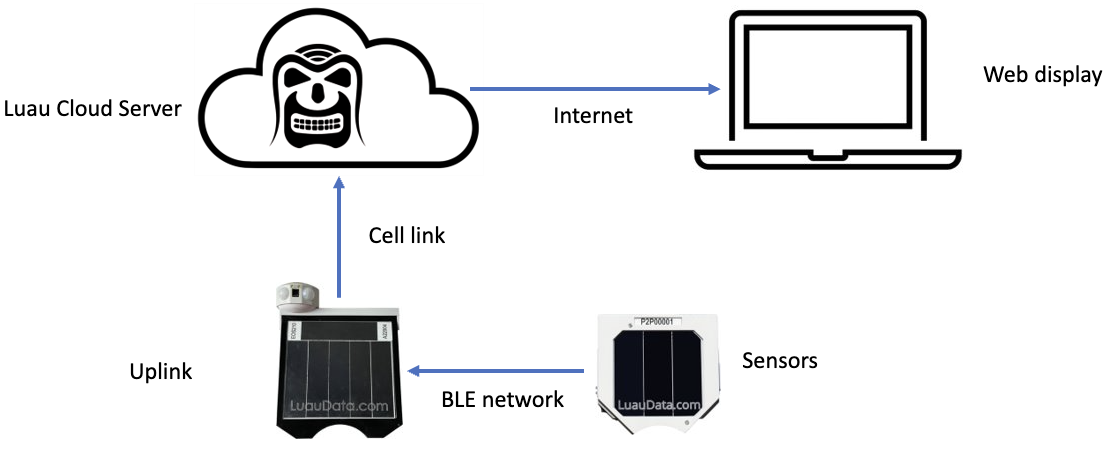 Luau Cloud Server
Internet
Web display
Cell link
Uplink
LuauData.com
BLE network
P2P00001
LuauData.com
Sensors